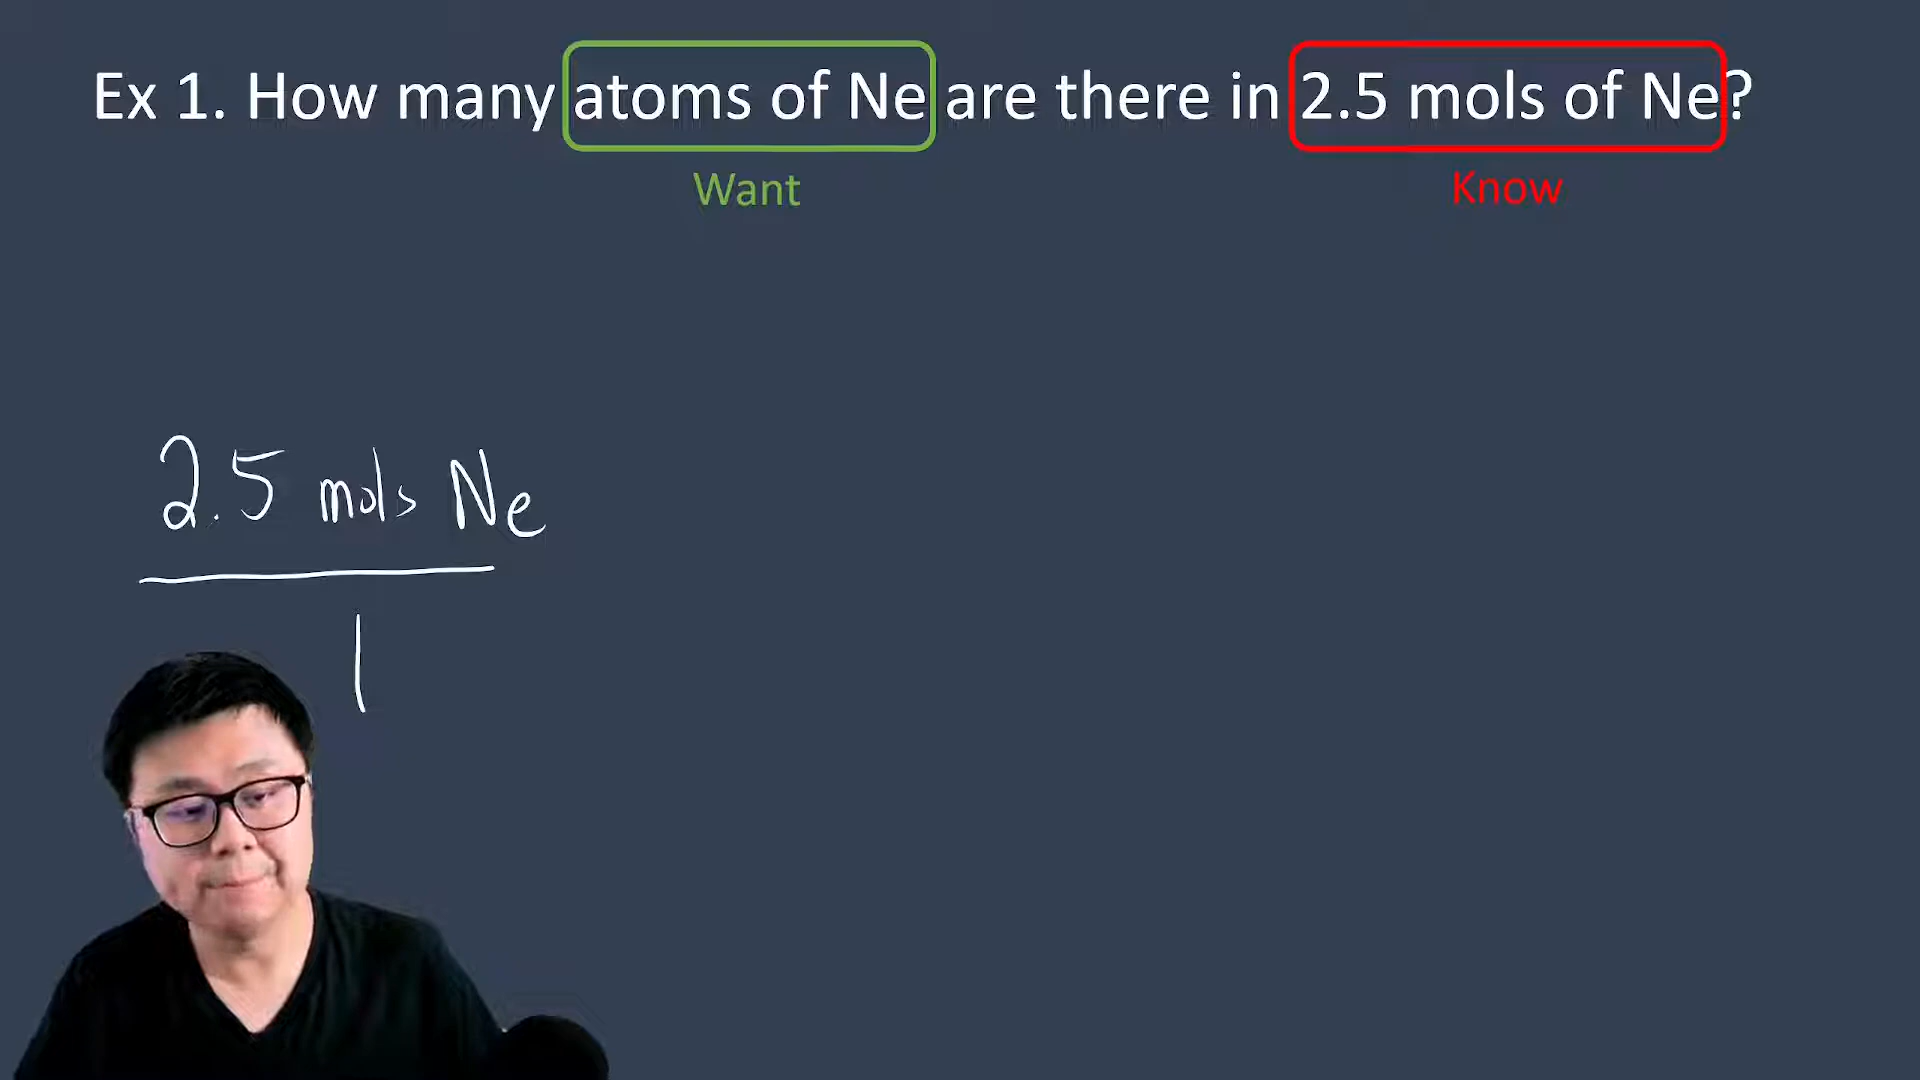 Ex 1. How many atoms of Ne are there in 2.5 mols of Ne?
Want Know
2.5 mols Ne
1